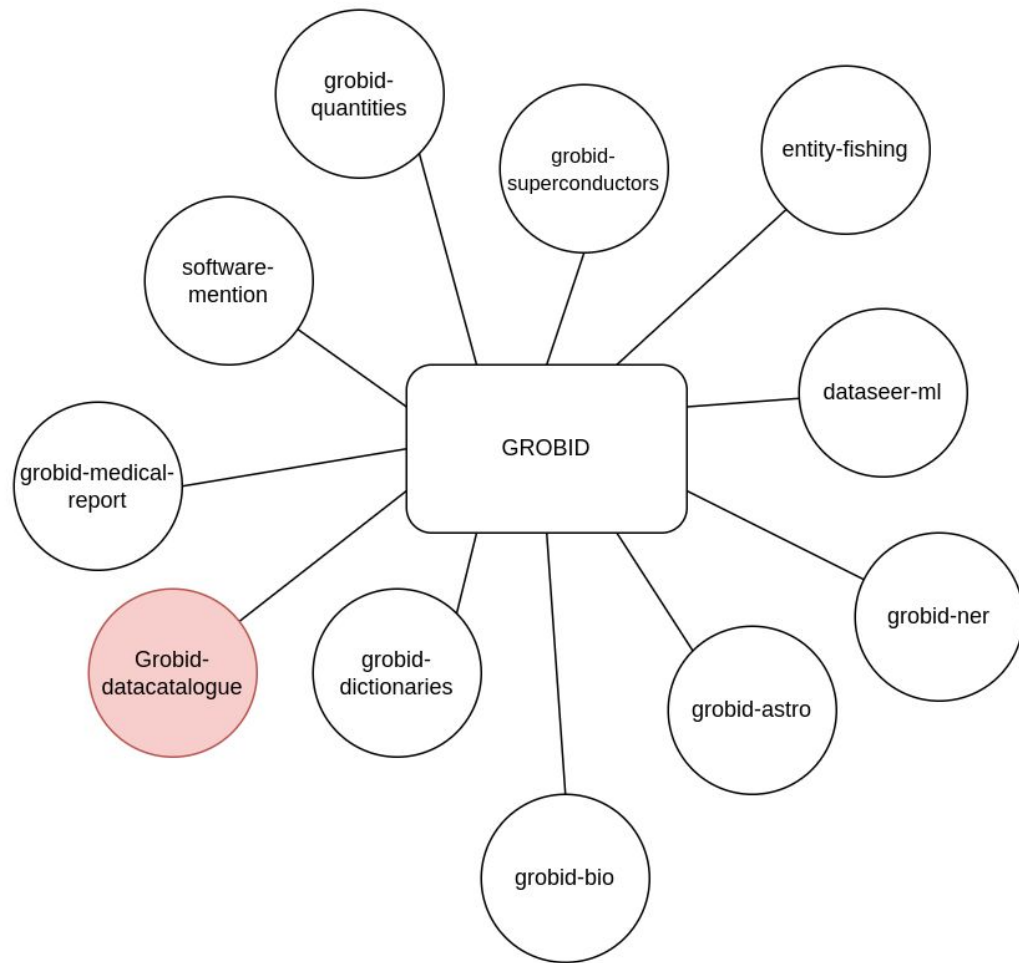 grobid-
quantities
grobid-
superconductors
entity-fishing
software-
mention
dataseer-ml
GROBID
grobid-medical-
report
grobid-ner
Grobid-
datacatalogue
grobid-
dictionaries
grobid-astro
grobid-bio